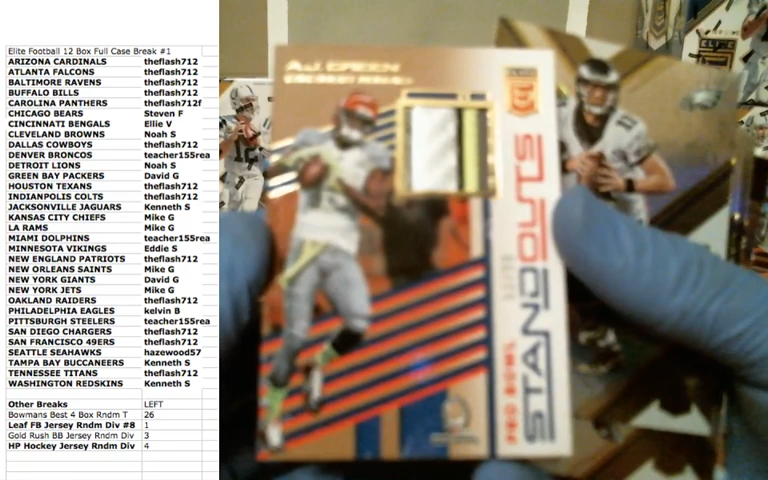 Elite Football 12 Box Full Case Break #1
ARIZONA CARDINALS theflash712
ATLANTA FALCONS theflash712
BALTIMORE RAVENS theflash712
BUFFALO BILLS theflash712
CAROLINA PANTHERS theflash712f
CHICAGO BEARS Steven F
CINCINNATI BENGALS Ellie V
CLEVELAND BROWNS Noah S
DALLAS COWBOYS theflash712
DENVER BRONCOS teacher155rea
DETROIT LIONS Noah S
GREEN BAY PACKERS David G
HOUSTON TEXANS theflash712
INDIANPOLIS COLTS theflash712
JACKSONVILLE JAGUARS Kenneth S
KANSAS CITY CHIEFS Mike G
LA RAMS Mike G
MIAMI DOLPHINS teacher155rea
MINNESOTA VIKINGS Eddie S
NEW ENGLAND PATRIOTS theflash712
NEW ORLEANS SAINTS Mike G
NEW YORK GIANTS David G
NEW YORK JETS Mike G
OAKLAND RAIDERS theflash712
PHILADELPHIA EAGLES kelvin B
PITTSBURGH STEELERS teacher155rea
SAN DIEGO CHARGERS theflash712
SAN FRANCISCO 49ERS theflash712
SEATTLE SEAHAWKS hazewood57
TAMPA BAY BUCCANEERS Kenneth S
TENNESSEE TITANS theflash712
WASHINGTON REDSKINS Kenneth S
Other Breaks LEFT
Bowmans Best 4 Box Rndm T 26
Leaf FB Jersey Rndm Div #8 1
Gold Rush BB Jersey Rndm Div 3
HP Hockey Jersey Rndm Div 4
A.J. GREEN
PRO BOWL
STANDOUTS